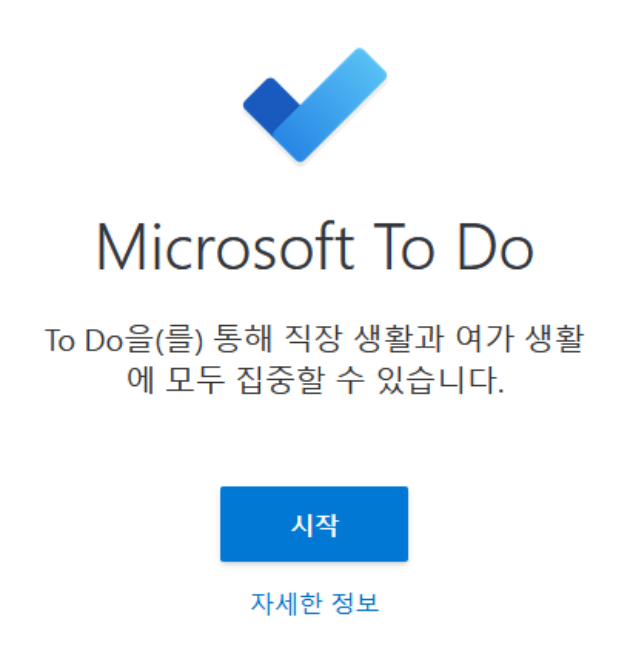 Microsoft To Do
To Do을(를) 통해 직장 생활과 여가 생활
에 모두 집중할 수 있습니다.
시작
자세한 정보